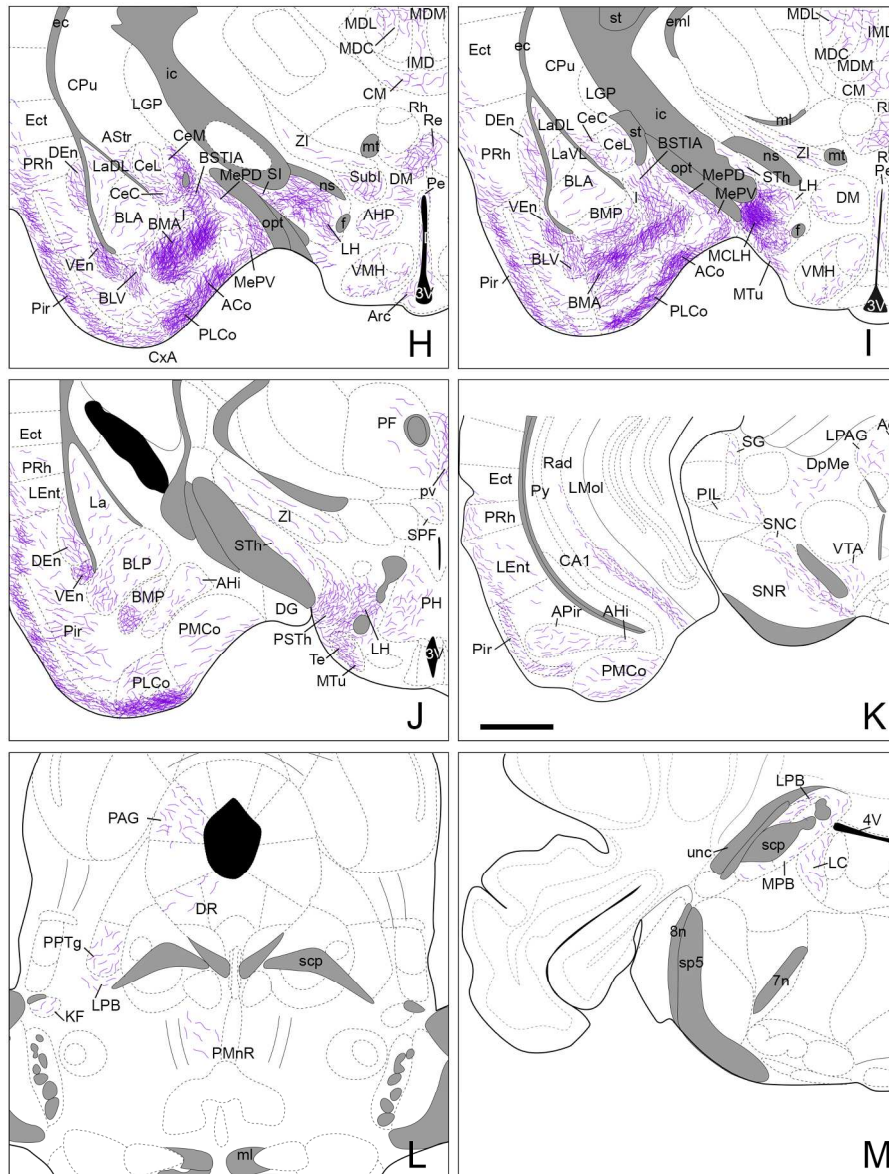 ec
MDM
MDL
MDC
IMD
CPu
ic
LGP
CM
Ect
AStr
CeM
ZI
Rh
Re
DEn
LaDL
CeL
BSTIA
mt
PRh
MePD
SI
SubI
DM
CeC
ns
Pe
BLA
I
BMA
opt
f
AHP
VEn
LH
BLV
MePV
VMH
Pir
ACo
3V
PLCo
Arc
CxA
H
st
eml
MDL
IMD
Ect
ec
MDC
MDM
CPu
LGP
CM
ic
DEn
LaDL
CeC
ml
st
BSTIA
PRh
LaVL
CeL
ns
ZI
mt
opt
MePD
STh
BLA
MePV
LH
DM
VEn
BMP
I
f
BLV
MCLH
VMH
ACo
BMA
MTu
Pir
PLCo
3V
I
Ect
PF
PRh
LEnt
La
pv
ZI
STh
SPF
DEn
BLP
VEn
AHi
BMP
DG
PH
Pir
PMCo
PSTh
LH
Te
3V
PLCo
MTu
J
SG
LPAG
Rad
DpMe
Ect
Py
LMol
PIL
PRh
SNC
VTA
LEnt
CA1
SNR
APir
AHi
Pir
PMCo
K
PAG
DR
PPTg
scp
LPB
KF
PMnR
ml
L
LPB
4V
unc
scp
LC
MPB
8n
sp5
7n
M